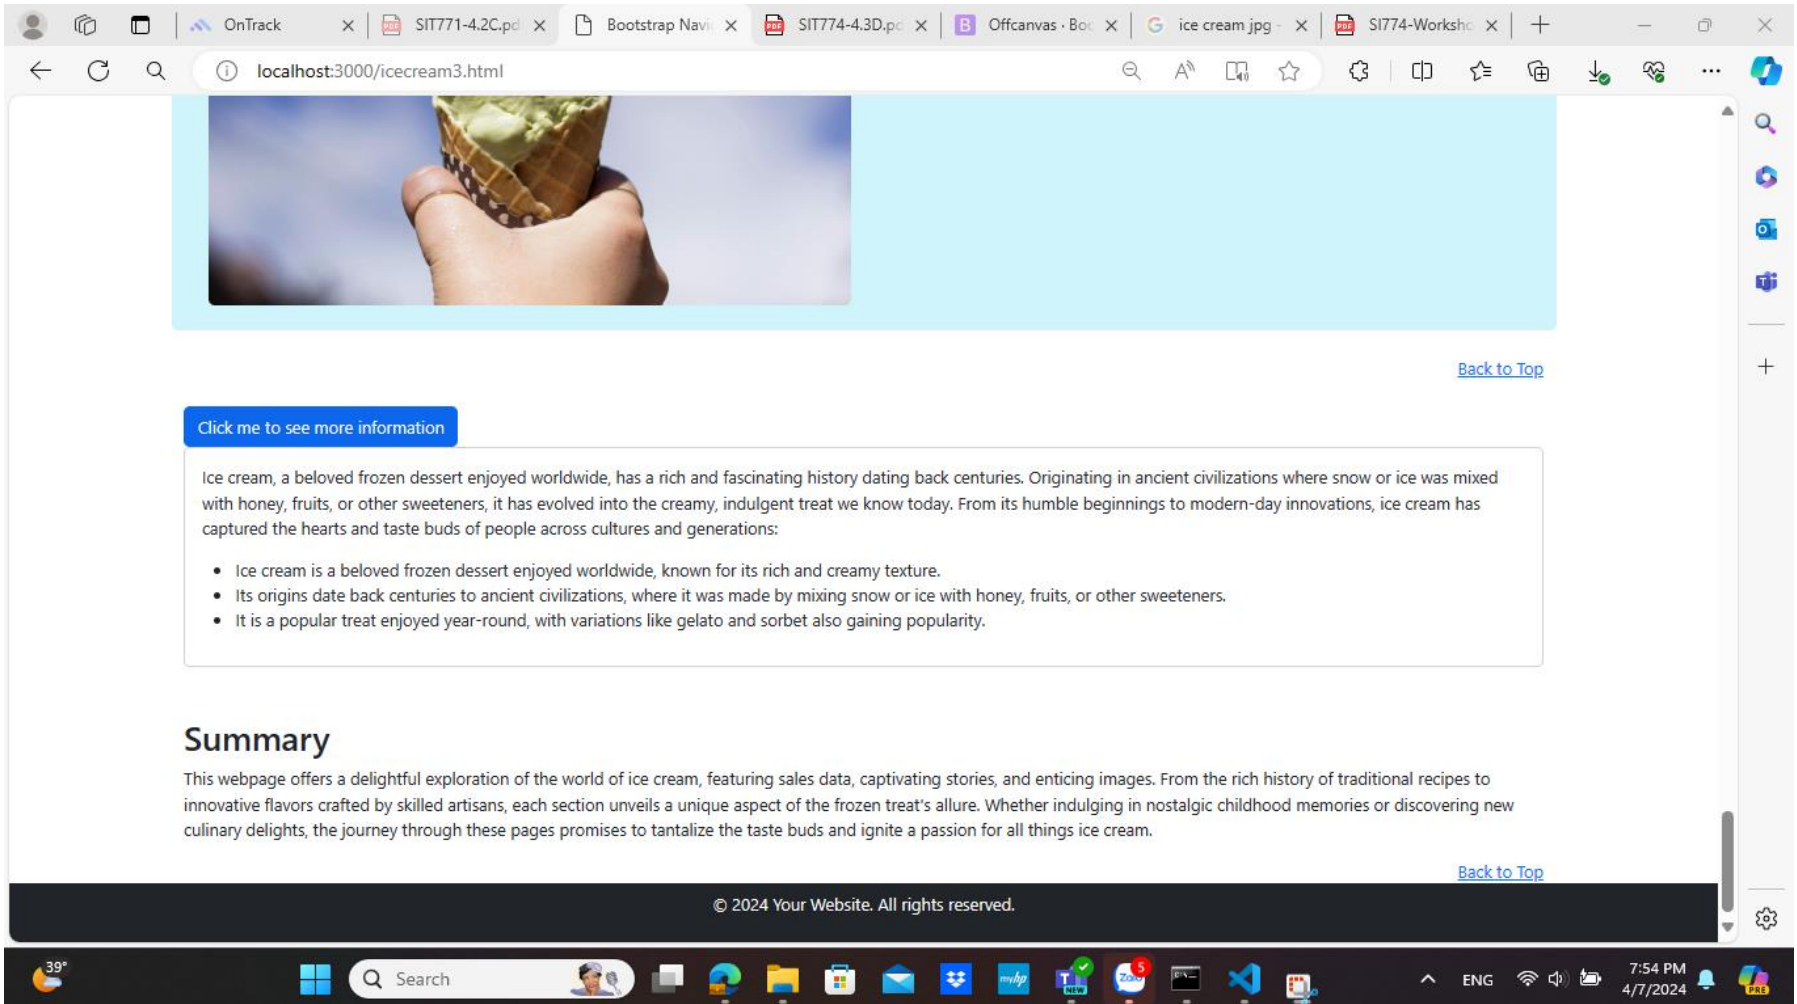 OnTrack
SIT771-4.2C.pd
Bootstrap Navi
SIT774-4.3D.pd
Offcanvas · Boo
ice cream jpg -
SI774-Worksho
localhost:3000/icecream3.html
Back to Top
Click me to see more information
Ice cream, a beloved frozen dessert enjoyed worldwide, has a rich and fascinating history dating back centuries. Originating in ancient civilizations where snow or ice was mixed
with honey, fruits, or other sweeteners, it has evolved into the creamy, indulgent treat we know today. From its humble beginnings to modern-day innovations, ice cream has
captured the hearts and taste buds of people across cultures and generations:
• Ice cream is a beloved frozen dessert enjoyed worldwide, known for its rich and creamy texture.
• Its origins date back centuries to ancient civilizations, where it was made by mixing snow or ice with honey, fruits, or other sweeteners.
• It is a popular treat enjoyed year-round, with variations like gelato and sorbet also gaining popularity.
Summary
This webpage offers a delightful exploration of the world of ice cream, featuring sales data, captivating stories, and enticing images. From the rich history of traditional recipes to
innovative flavors crafted by skilled artisans, each section unveils a unique aspect of the frozen treat's allure. Whether indulging in nostalgic childhood memories or discovering new
culinary delights, the journey through these pages promises to tantalize the taste buds and ignite a passion for all things ice cream.
Back to Top
© 2024 Your Website. All rights reserved.
39°
Search
myhp
NEW
Zalo
5
ENG
7:54 PM
4/7/2024
PRE